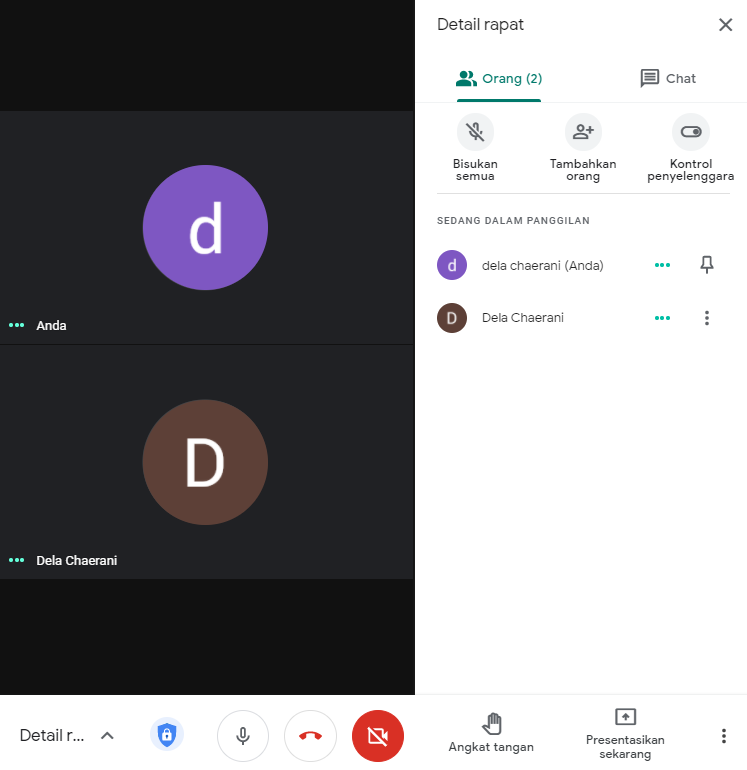 Detail rapat
Orang (2)
Chat
Bisukan
semua
Tambahkan
orang
Kontrol
penyelenggara
SEDANG DALAM PANGGILAN
d
dela chaerani (Anda)
D
Dela Chaerani
d
Anda
D
Dela Chaerani
Detail r...
Angkat tangan
Presentasikan
sekarang